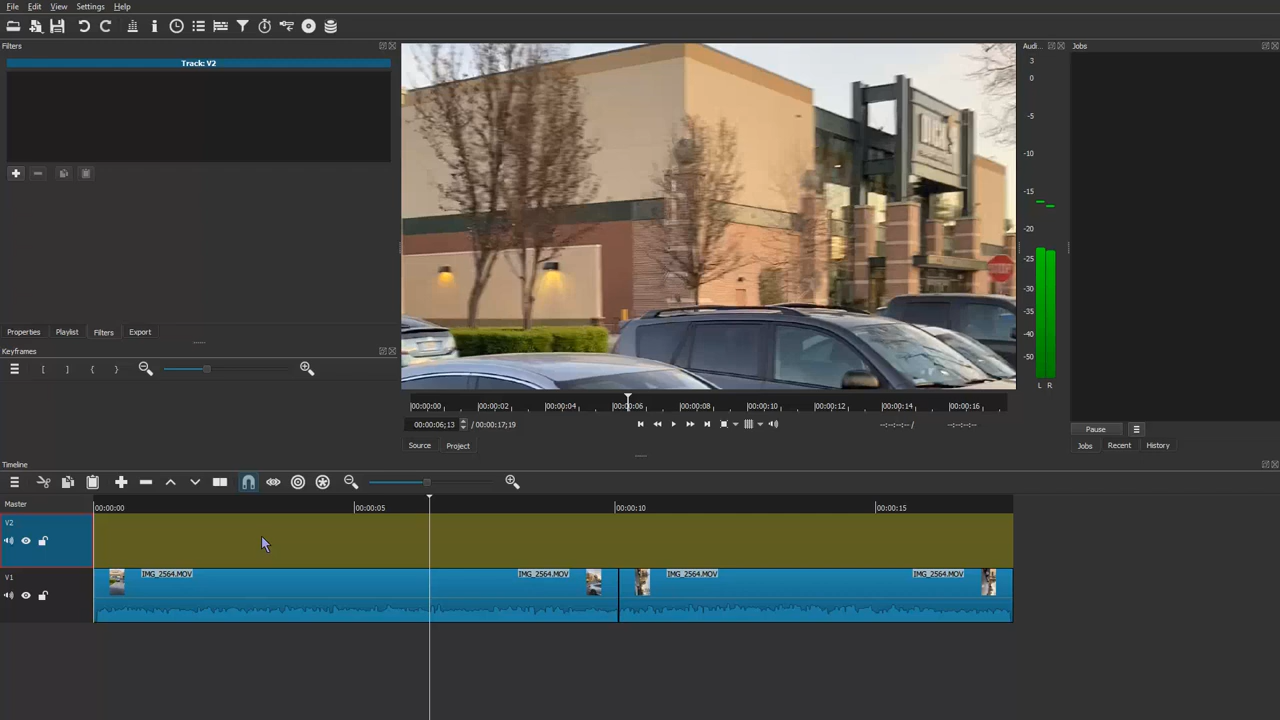 File Edit View Settings Help
Filters
Track: V2
Properties Playlist Filters Export
Keyframes
[ ] { }
00:00:00 00:00:02 00:00:04 00:00:06 00:00:08 00:00:10 00:00:12 00:00:14 00:00:16
00:00:06;13 / 00:00:17;19 --:--:--;-- / --:--:--;--
Source Project
Audi...
3
0
-5
-10
-15
-20
-25
-30
-35
-40
-50
L R
Jobs
Pause
Jobs Recent History
Timeline
Master
00:00:00 00:00:05 00:00:10 00:00:15
V2
V1
IMG_2564.MOV IMG_2564.MOV IMG_2564.MOV IMG_2564.MOV